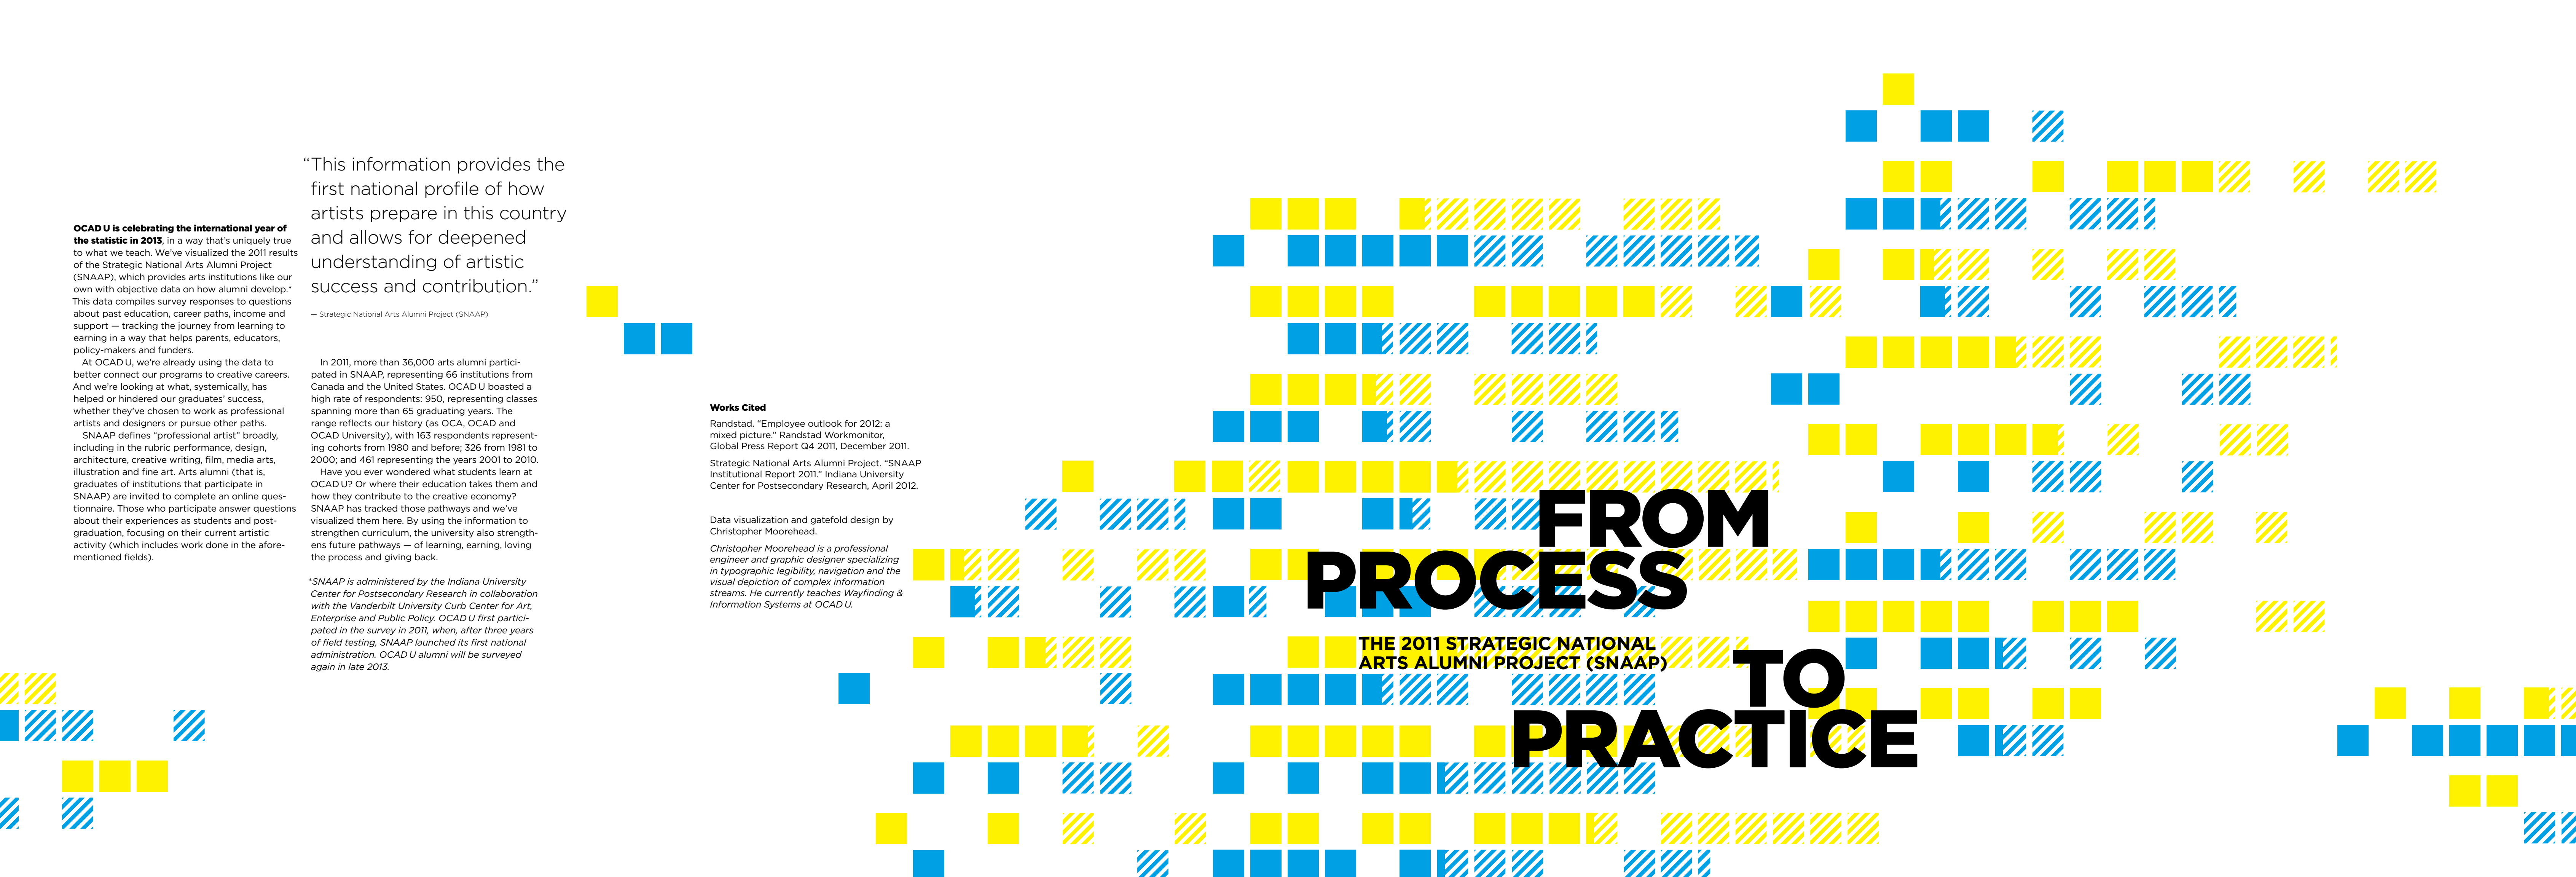 OCAD U is celebrating the international year of
the statistic in 2013, in a way that's uniquely true
to what we teach. We've visualized the 2011 results
of the Strategic National Arts Alumni Project
(SNAAP), which provides arts institutions like our
own with objective data on how alumni develop.*
This data compiles survey responses to questions
about past education, career paths, income and
support — tracking the journey from learning to
earning in a way that helps parents, educators,
policy-makers and funders.
At OCAD U, we're already using the data to
better connect our programs to creative careers.
And we're looking at what, systemically, has
helped or hindered our graduates' success,
whether they've chosen to work as professional
artists and designers or pursue other paths.
SNAAP defines “professional artist” broadly,
including in the rubric performance, design,
architecture, creative writing, film, media arts,
illustration and fine art. Arts alumni (that is,
graduates of institutions that participate in
SNAAP) are invited to complete an online ques-
tionnaire. Those who participate answer questions
about their experiences as students and post-
graduation, focusing on their current artistic
activity (which includes work done in the afore-
mentioned fields).
“This information provides the
first national profile of how
artists prepare in this country
and allows for deepened
understanding of artistic
success and contribution.”
— Strategic National Arts Alumni Project (SNAAP)
In 2011, more than 36,000 arts alumni partici-
pated in SNAAP, representing 66 institutions from
Canada and the United States. OCAD U boasted a
high rate of respondents: 950, representing classes
spanning more than 65 graduating years. The
range reflects our history (as OCA, OCAD and
OCAD University), with 163 respondents represent-
ing cohorts from 1980 and before; 326 from 1981 to
2000; and 461 representing the years 2001 to 2010.
Have you ever wondered what students learn at
OCAD U? Or where their education takes them and
how they contribute to the creative economy?
SNAAP has tracked those pathways and we've
visualized them here. By using the information to
strengthen curriculum, the university also strength-
ens future pathways — of learning, earning, loving
the process and giving back.
*SNAAP is administered by the Indiana University
Center for Postsecondary Research in collaboration
with the Vanderbilt University Curb Center for Art,
Enterprise and Public Policy. OCAD U first partici-
pated in the survey in 2011, when, after three years
of field testing, SNAAP launched its first national
administration. OCAD U alumni will be surveyed
again in late 2013.
Works Cited
Randstad. “Employee outlook for 2012: a
mixed picture.” Randstad Workmonitor,
Global Press Report Q4 2011, December 2011.
Strategic National Arts Alumni Project. “SNAAP
Institutional Report 2011.” Indiana University
Center for Postsecondary Research, April 2012.
Data visualization and gatefold design by
Christopher Moorehead.
Christopher Moorehead is a professional
engineer and graphic designer specializing
in typographic legibility, navigation and the
visual depiction of complex information
streams. He currently teaches Wayfinding &
Information Systems at OCAD U.
FROM
PROCESS
THE 2011 STRATEGIC NATIONAL
ARTS ALUMNI PROJECT (SNAAP)
TO
PRACTICE